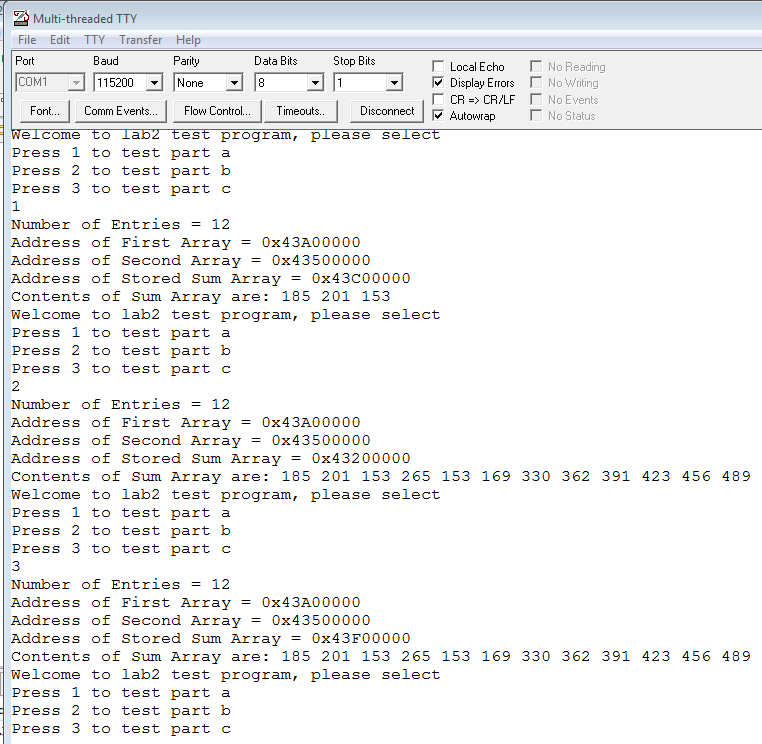 Multi-threaded TTY
File Edit TTY Transfer Help
Port Baud Parity Data Bits Stop Bits
COM1 115200 None 8 1
Font... Comm Events... Flow Control... Timeouts.. Disconnect
Local Echo No Reading
Display Errors No Writing
CR => CR/LF No Events
Autowrap No Status
Welcome to lab2 test program, please select
Press 1 to test part a
Press 2 to test part b
Press 3 to test part c
1
Number of Entries = 12
Address of First Array = 0x43A00000
Address of Second Array = 0x43500000
Address of Stored Sum Array = 0x43C00000
Contents of Sum Array are: 185 201 153
Welcome to lab2 test program, please select
Press 1 to test part a
Press 2 to test part b
Press 3 to test part c
2
Number of Entries = 12
Address of First Array = 0x43A00000
Address of Second Array = 0x43500000
Address of Stored Sum Array = 0x43200000
Contents of Sum Array are: 185 201 153 265 153 169 330 362 391 423 456 489
Welcome to lab2 test program, please select
Press 1 to test part a
Press 2 to test part b
Press 3 to test part c
3
Number of Entries = 12
Address of First Array = 0x43A00000
Address of Second Array = 0x43500000
Address of Stored Sum Array = 0x43F00000
Contents of Sum Array are: 185 201 153 265 153 169 330 362 391 423 456 489
Welcome to lab2 test program, please select
Press 1 to test part a
Press 2 to test part b
Press 3 to test part c